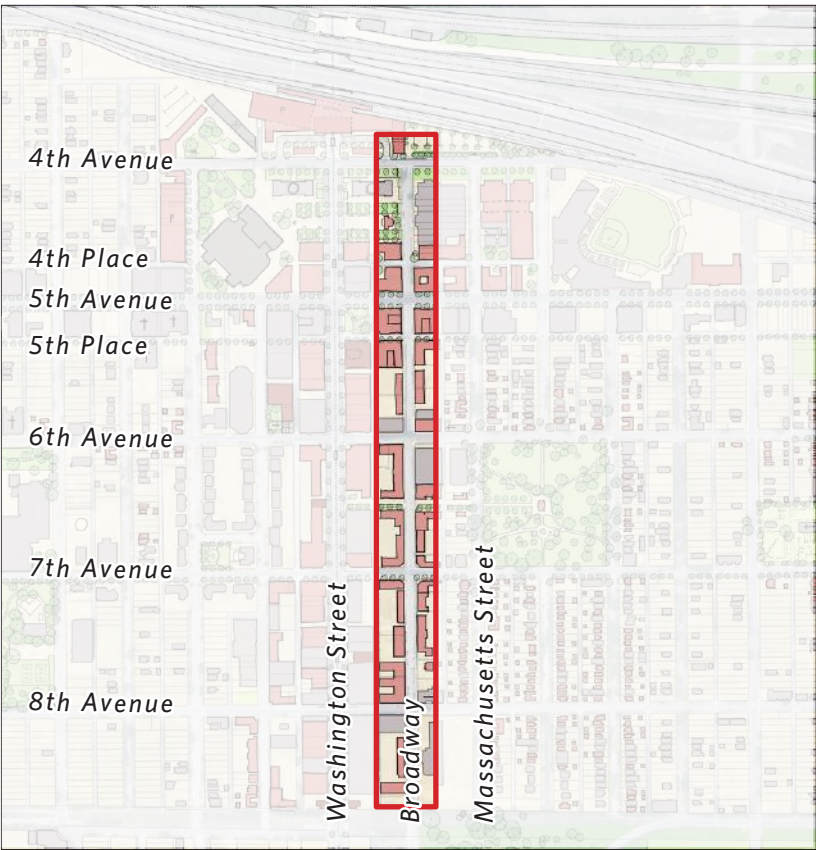 4th Avenue
4th Place
5th Avenue
5th Place
6th Avenue
7th Avenue
8th Avenue
Washington Street
Broadway
Massachusetts Street